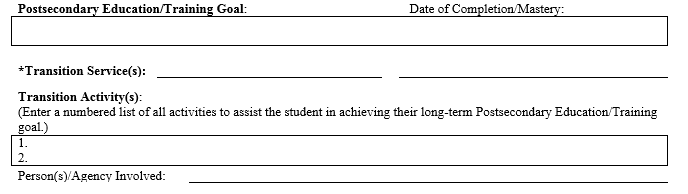 Postsecondary Education/Training Goal: Date of Completion/Mastery:
*Transition Service(s):
Transition Activity(s):
(Enter a numbered list of all activities to assist the student in achieving their long-term Postsecondary Education/Training
goal.)
1.
2.
Person(s)/Agency Involved: